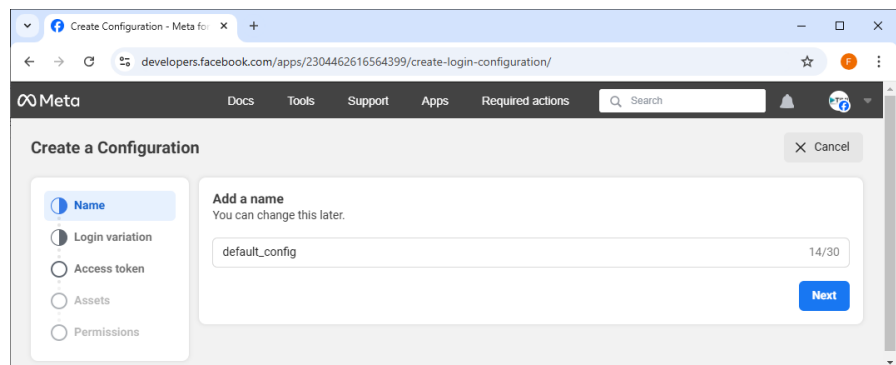 Create Configuration - Meta for
developers.facebook.com/apps/2304462616564399/create-login-configuration/
F
Meta Docs Tools Support Apps Required actions Search
Create a Configuration
Cancel
Name
Login variation
Access token
Assets
Permissions
Add a name
You can change this later.
default_config 14/30
Next